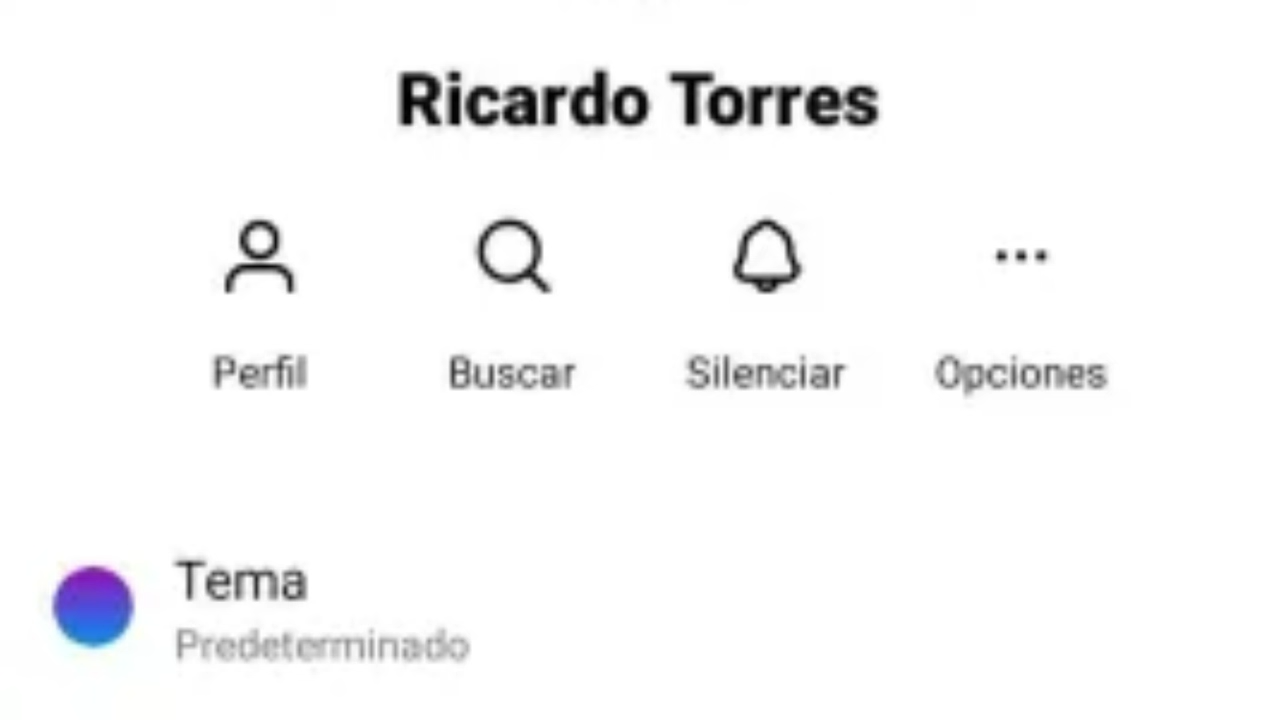 Ricardo Torres
Perfil Buscar Silenciar Opciones
Tema
Predeterminado